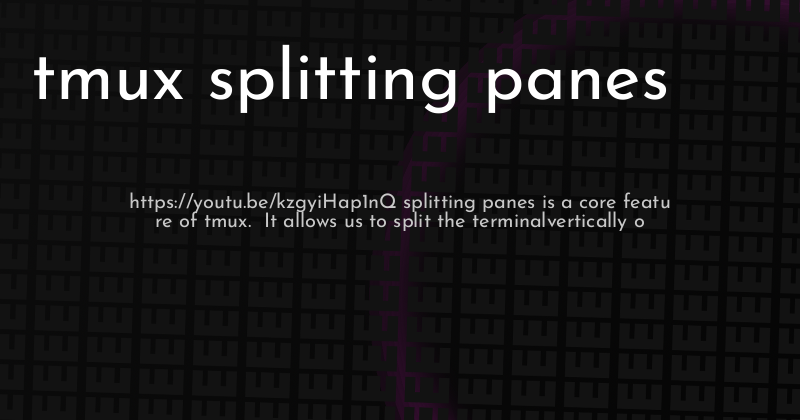 tmux splitting panes
https://youtu.be/kzgyiHap1nQ splitting panes is a core featu
re of tmux.  It allows us to split the terminalvertically o